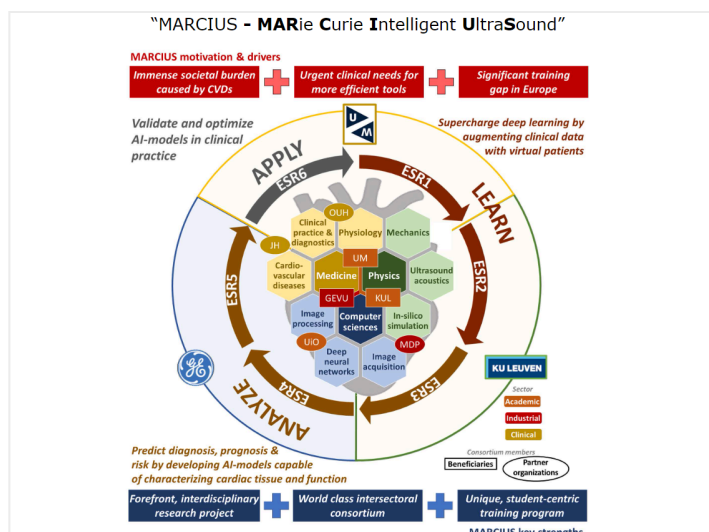 “MARCIUS - MARie Curie Intelligent UltraSound”
MARCIUS motivation & drivers
Immense societal burden
caused by CVDs
Urgent clinical needs for
more efficient tools
Significant training
gap in Europe
Validate and optimize
AI-models in clinical
practice
UM
Supercharge deep learning by
augmenting clinical data
with virtual patients
APPLY
ESR6
ESR1
LEARN
OUH
Clinical
practice &
diagnostics
Physiology
Mechanics
JH
UM
ESR2
Cardio-
vascular
diseases
Medicine
Physics
Ultrasound
acoustics
ESR5
GEVU
KUL
Image
processing
Computer
sciences
In-silico
simulation
UiO
MDP
Deep
neural
networks
Image
acquisition
GE
KU LEUVEN
ANALYZE
ESR4
ESR3
Sector
Academic
Industrial
Clinical
Consortium members
Beneficiaries
Partner
organizations
Predict diagnosis, prognosis &
risk by developing AI-models capable
of characterizing cardiac tissue and function
Forefront, interdisciplinary
research project
World class intersectoral
consortium
Unique, student-centric
training program
MARCIUS key strengths